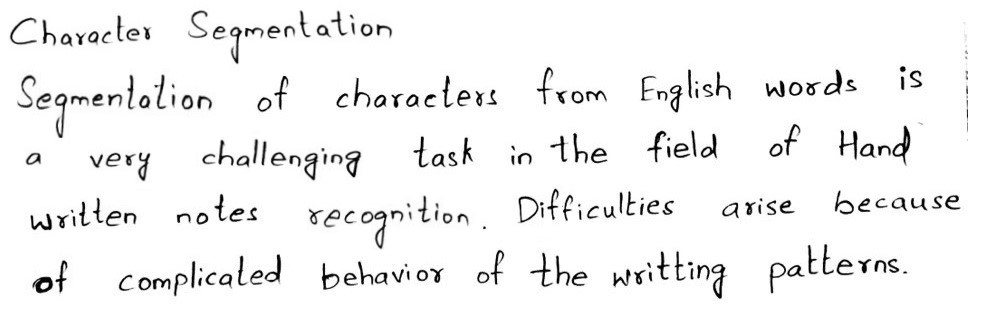 Character Segmentation
Segmentation of characters from English words is
a very challenging task in the field of Hand
written notes recognition. Difficulties arise because
of complicated behavior of the writting patterns.